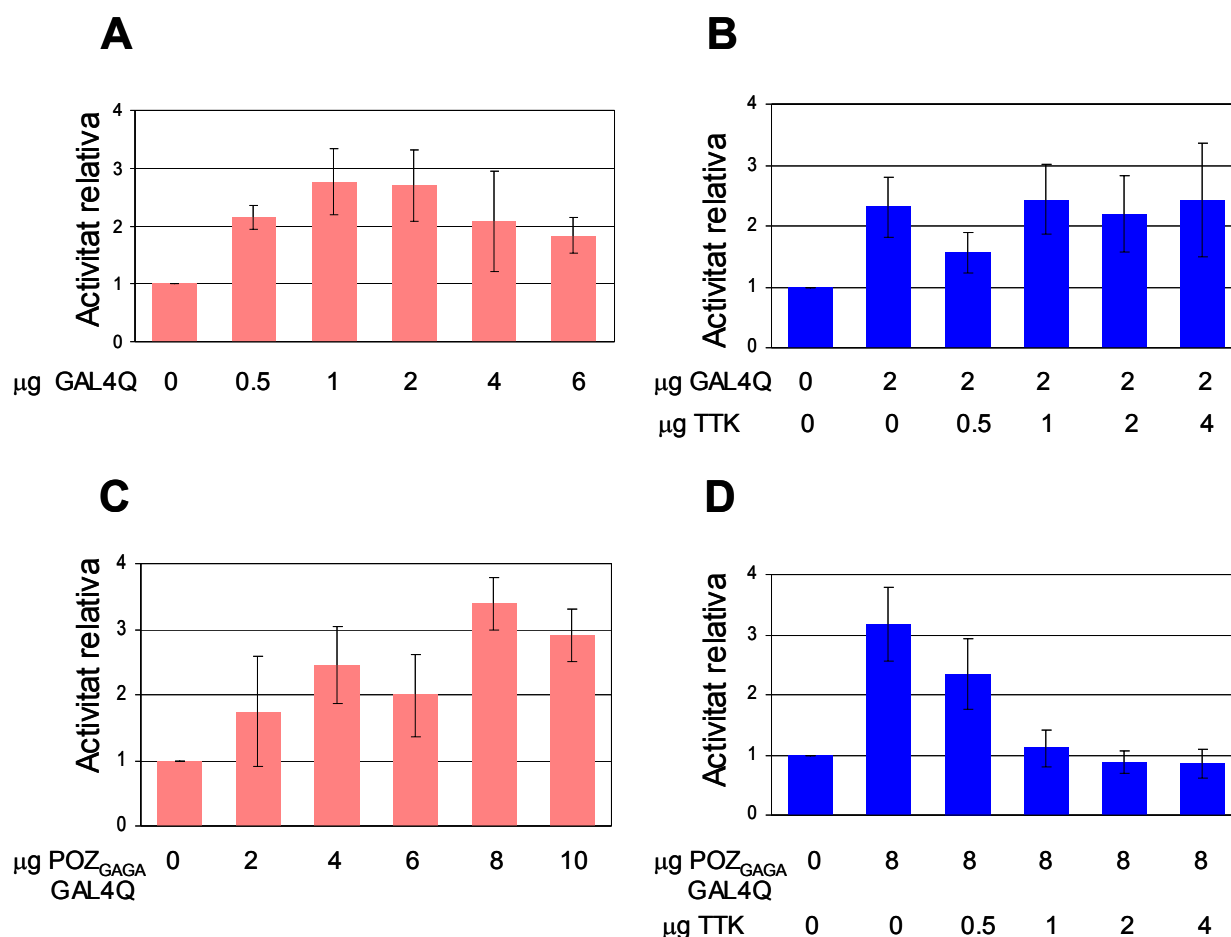 A
Activitat relativa
4
3
2
1
0
μg GAL4Q 0 0.5 1 2 4 6
B
Activitat relativa
4
3
2
1
0
μg GAL4Q 0 2 2 2 2 2
μg TTK 0 0 0.5 1 2 4
C
Activitat relativa
4
3
2
1
0
μg POZGAGA 0 2 4 6 8 10
GAL4Q
D
Activitat relativa
4
3
2
1
0
μg POZGAGA 0 8 8 8 8 8
GAL4Q
μg TTK 0 0 0.5 1 2 4